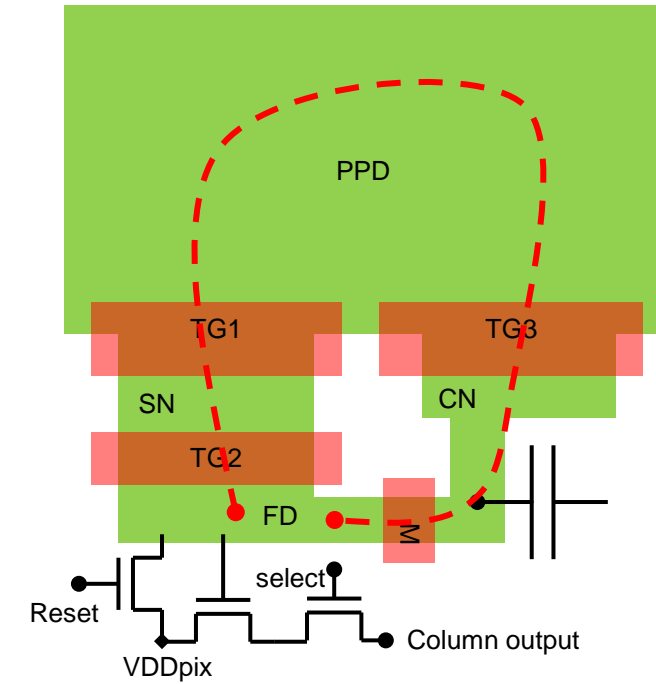 PPD
TG1
TG3
SN
CN
TG2
FD
M
select
Reset
Column output
VDDpix